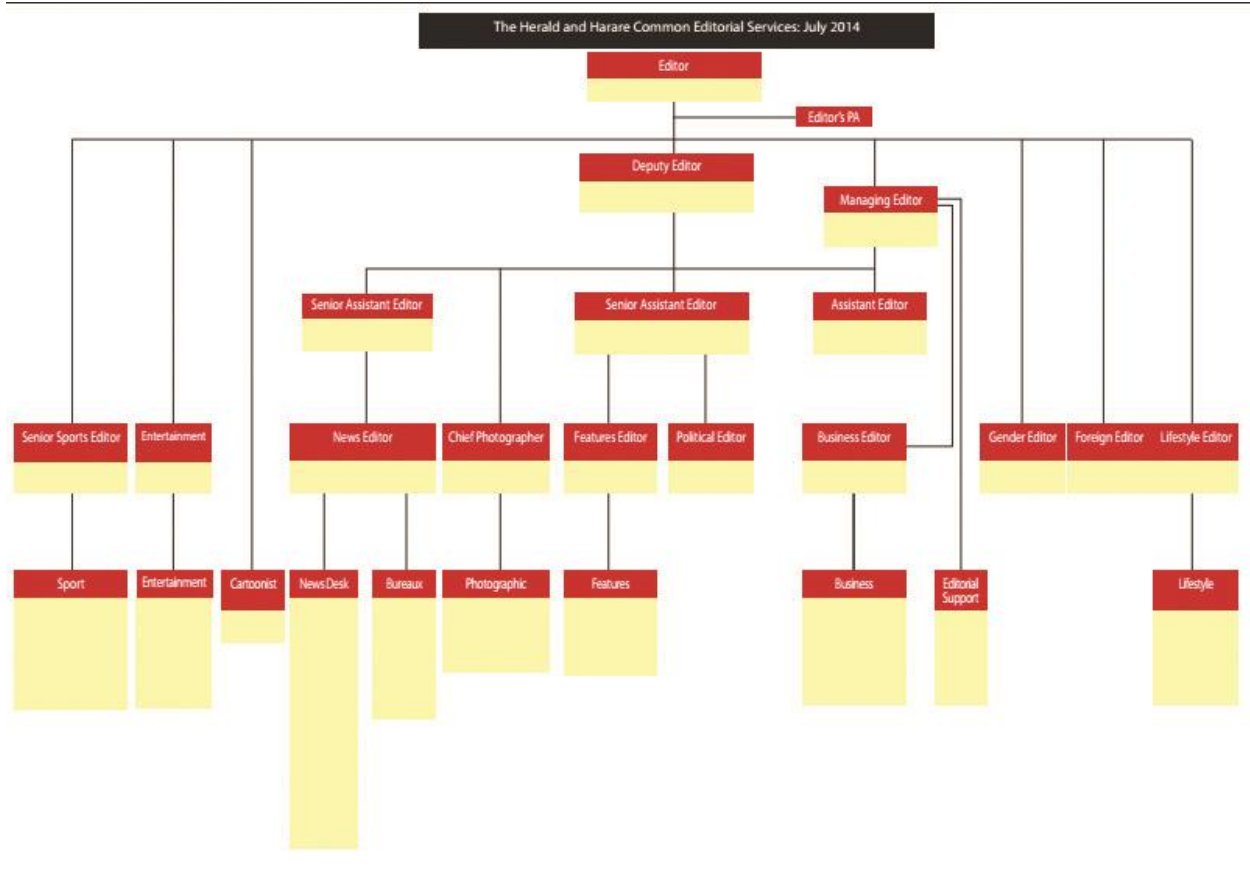 The Herald and Harare Common Editorial Services: July 2014
Editor
Editor's PA
Deputy Editor
Managing Editor
Senior Assistant Editor
Senior Assistant Editor
Assistant Editor
Senior Sports Editor
Entertainment
News Editor
Chief Photographer
Features Editor
Political Editor
Business Editor
Gender Editor
Foreign Editor
Lifestyle Editor
Sport
Entertainment
Cartoonist
News Desk
Bureaux
Photographic
Features
Business
Editorial
Support
Lifestyle